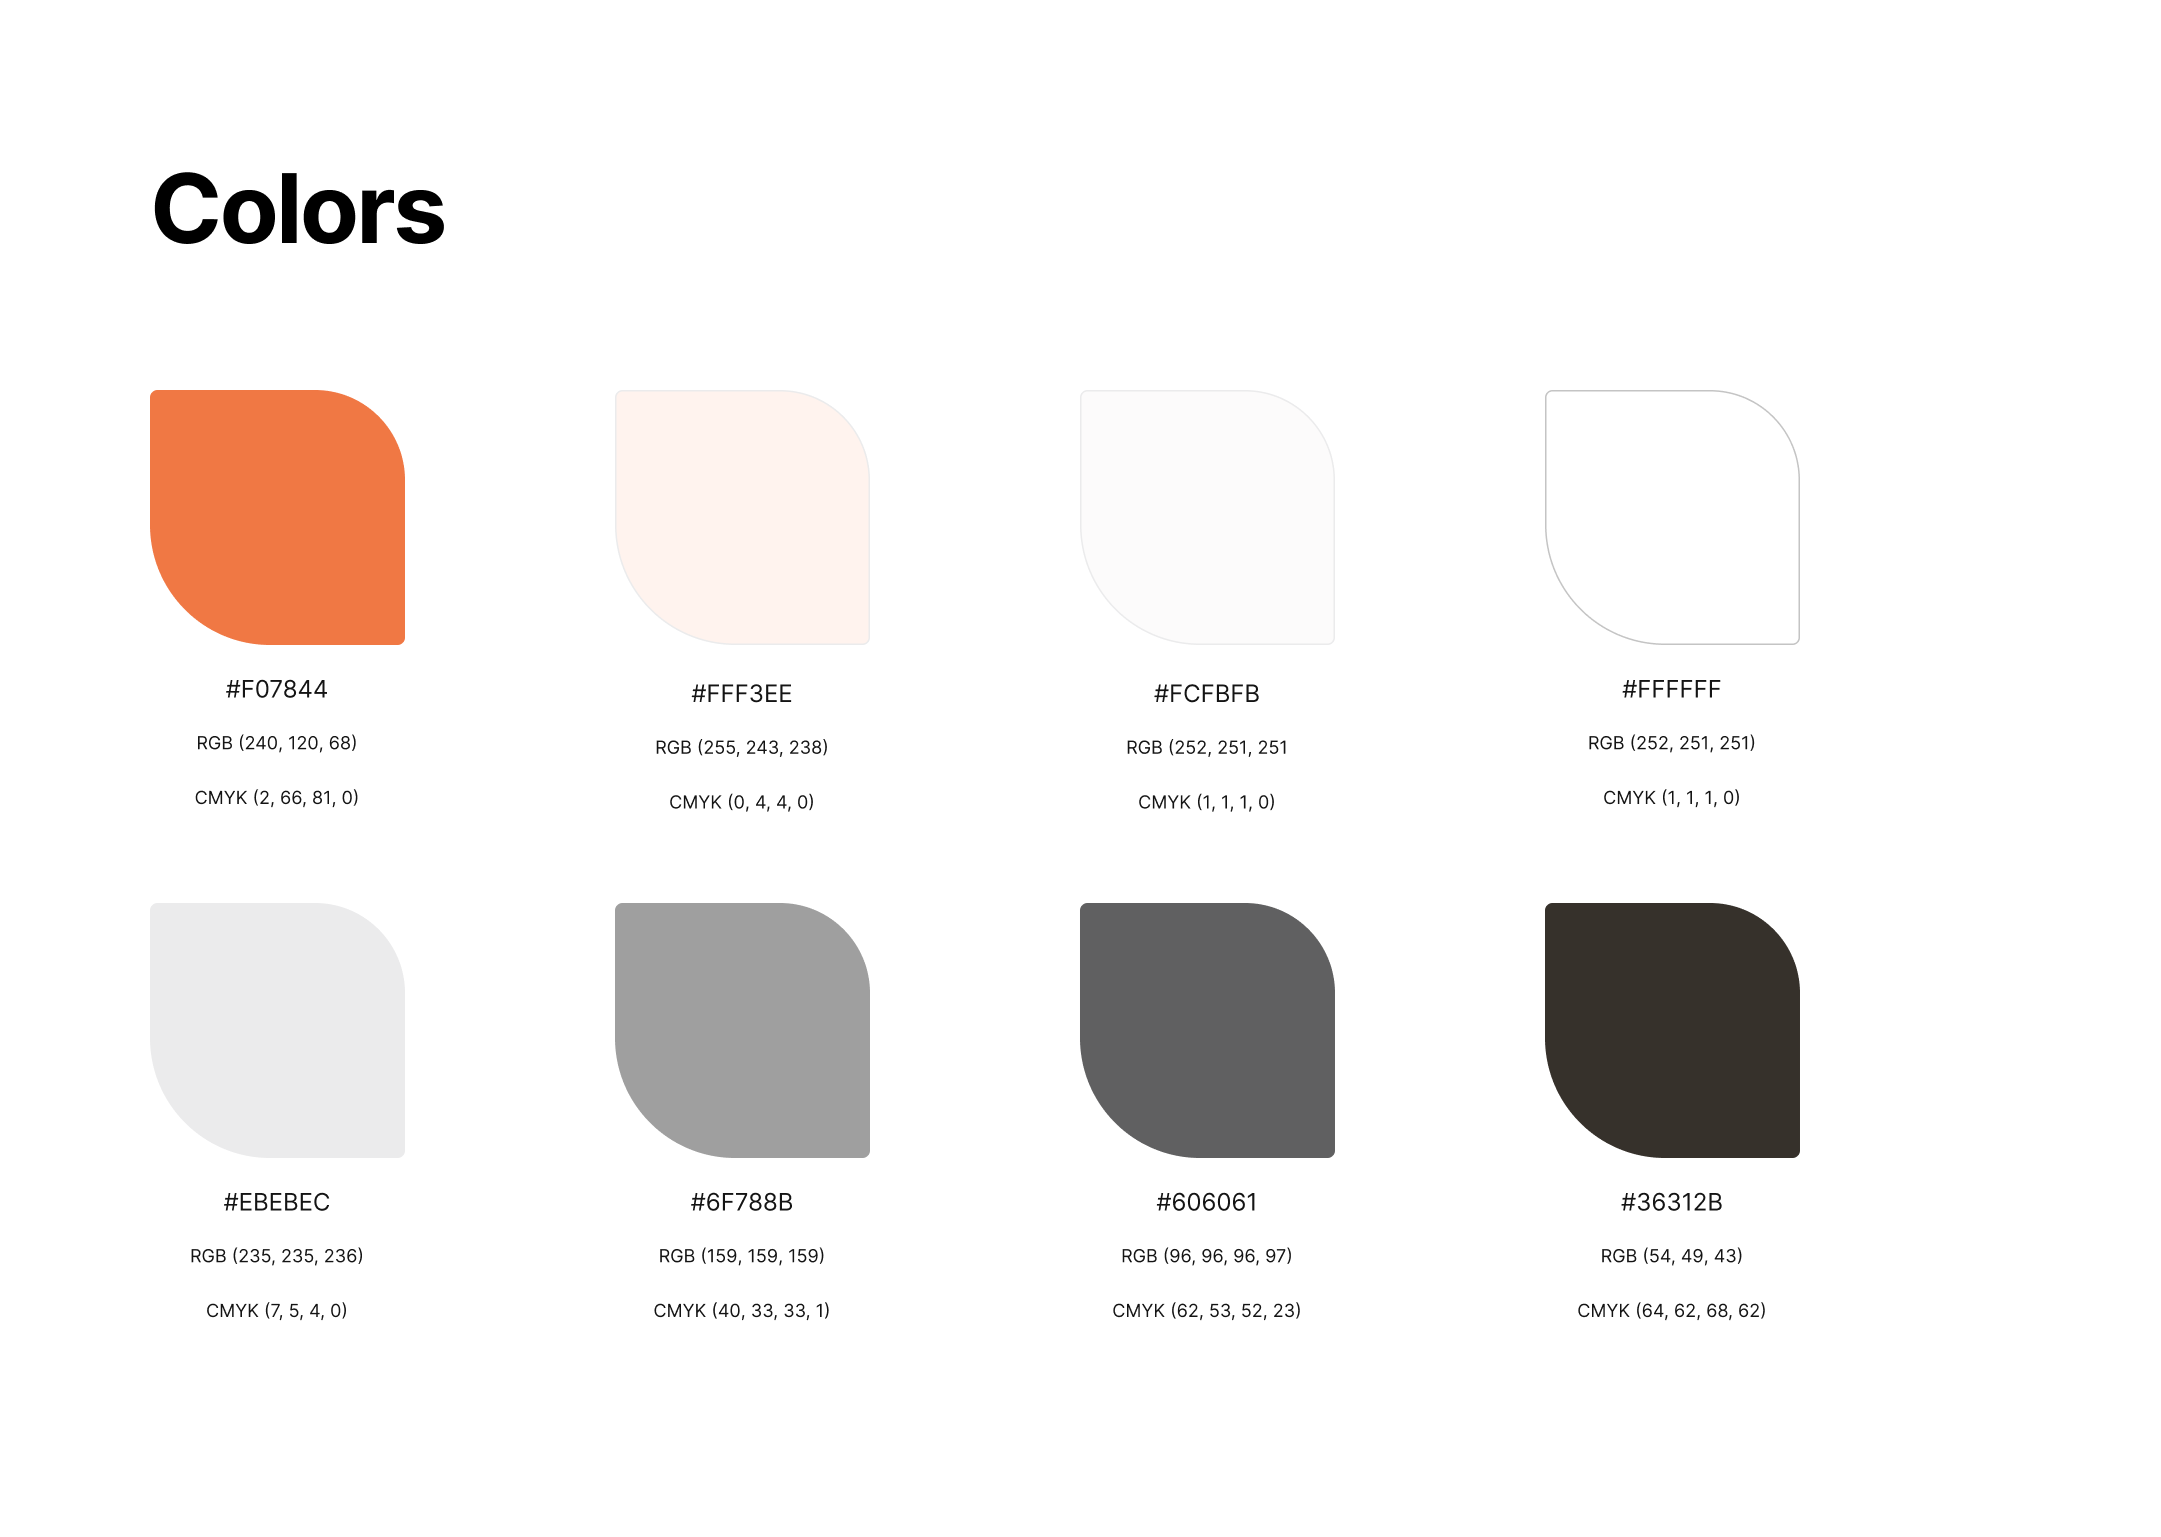 Colors
#F07844
RGB (240, 120, 68)
CMYK (2, 66, 81, 0)
#FFF3EE
RGB (255, 243, 238)
CMYK (0, 4, 4, 0)
#FCFBFB
RGB (252, 251, 251
CMYK (1, 1, 1, 0)
#FFFFFF
RGB (252, 251, 251)
CMYK (1, 1, 1, 0)
#EBEBEC
RGB (235, 235, 236)
CMYK (7, 5, 4, 0)
#6F788B
RGB (159, 159, 159)
CMYK (40, 33, 33, 1)
#606061
RGB (96, 96, 96, 97)
CMYK (62, 53, 52, 23)
#36312B
RGB (54, 49, 43)
CMYK (64, 62, 68, 62)